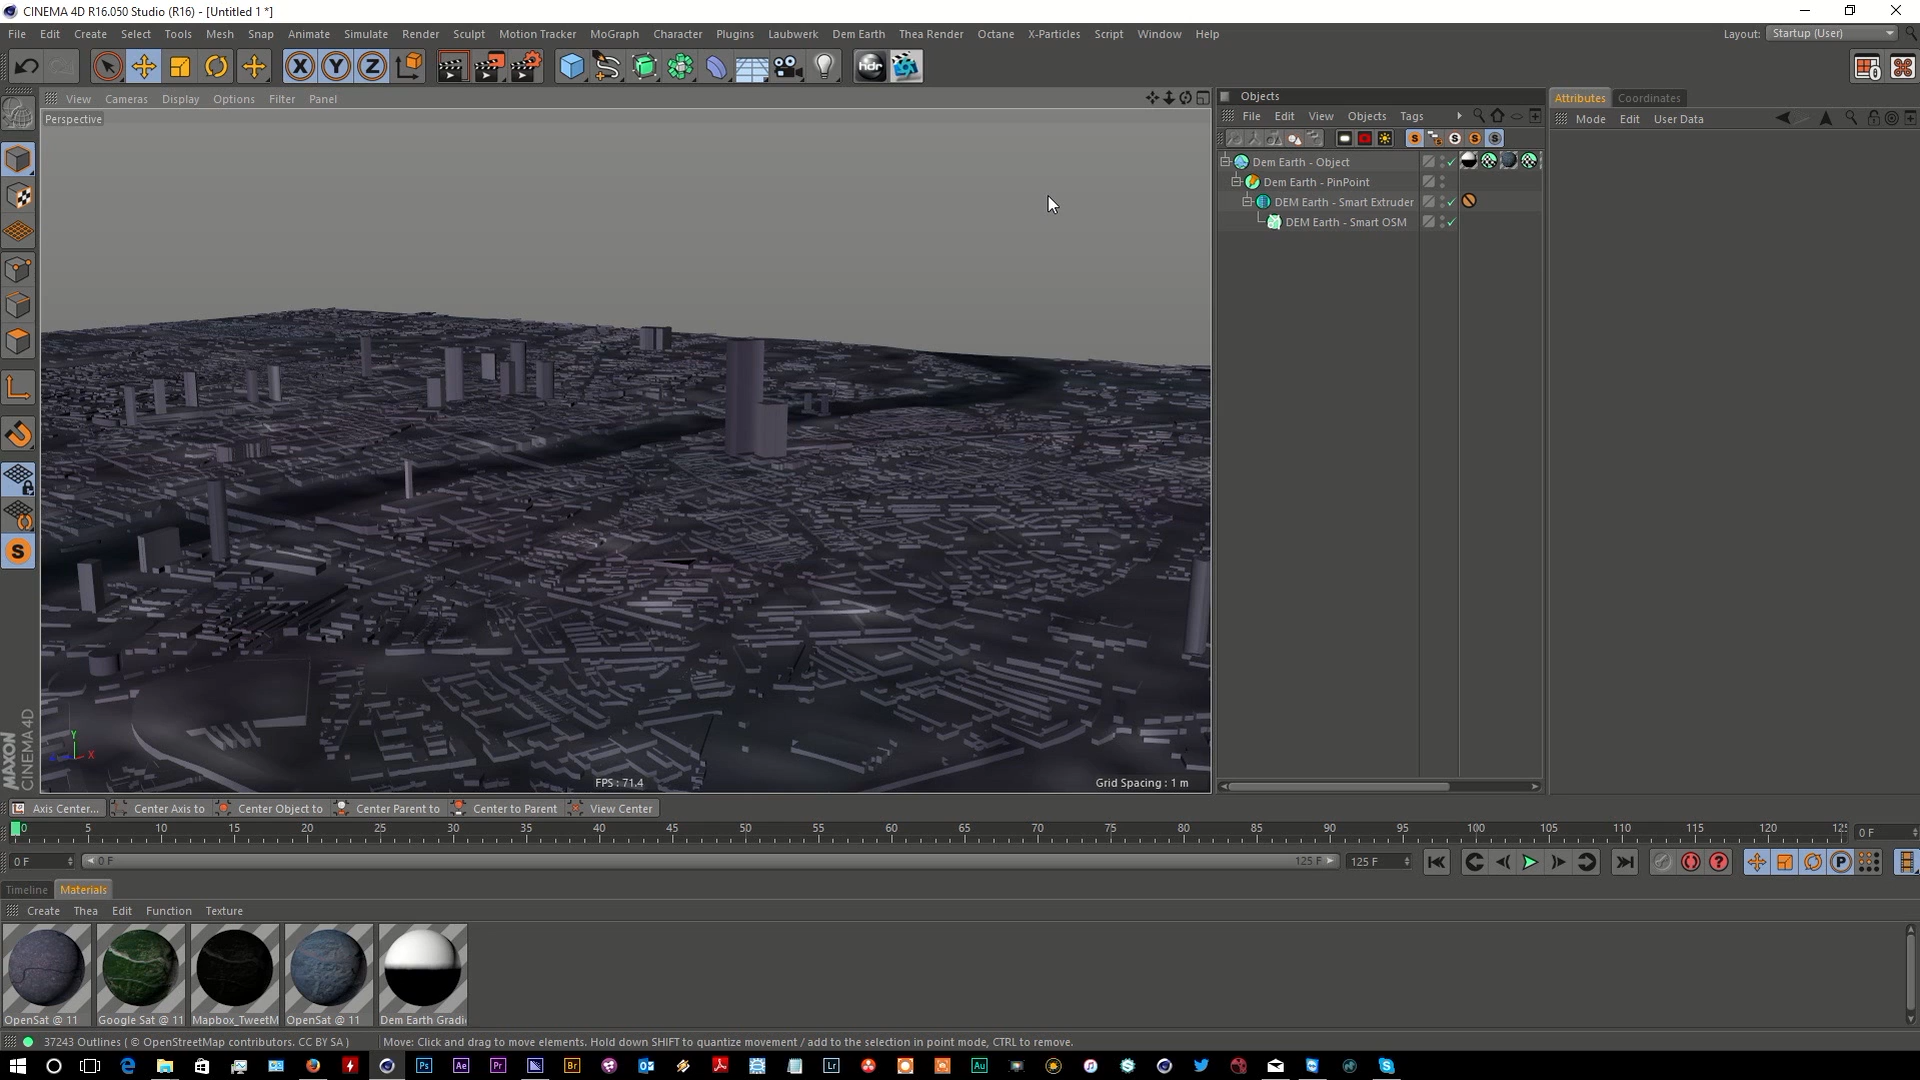 CINEMA 4D R16.050 Studio (R16) - [Untitled 1 *]
File Edit Create Select Tools Mesh Snap Animate Simulate Render Sculpt Motion Tracker MoGraph Character Plugins Laubwerk Dem Earth Thea Render Octane X-Particles Script Window Help
Layout: Startup (User)
X Y Z
hdr
View Cameras Display Options Filter Panel
Perspective
Objects
File Edit View Objects Tags
Dem Earth - Object
Dem Earth - PinPoint
DEM Earth - Smart Extruder
DEM Earth - Smart OSM
Attributes Coordinates
Mode Edit User Data
S
MAXON
CINEMA 4D
Y
X
FPS : 71.4
Grid Spacing : 1 m
Axis Center... Center Axis to Center Object to Center Parent to Center to Parent View Center
0 5 10 15 20 25 30 35 40 45 50 55 60 65 70 75 80 85 90 95 100 105 110 115 120 0 F
0 F 0 F 125 F 125 F
Timeline Materials
Create Thea Edit Function Texture
OpenSat @ 11
Google Sat @ 11
Mapbox_TweetM
OpenSat @ 11
Dem Earth Gradi
37243 Outlines ( © OpenStreetMap contributors. CC BY SA )
Move: Click and drag to move elements. Hold down SHIFT to quantize movement / add to the selection in point mode, CTRL to remove.
Ps Ae Pr Br Lr Au